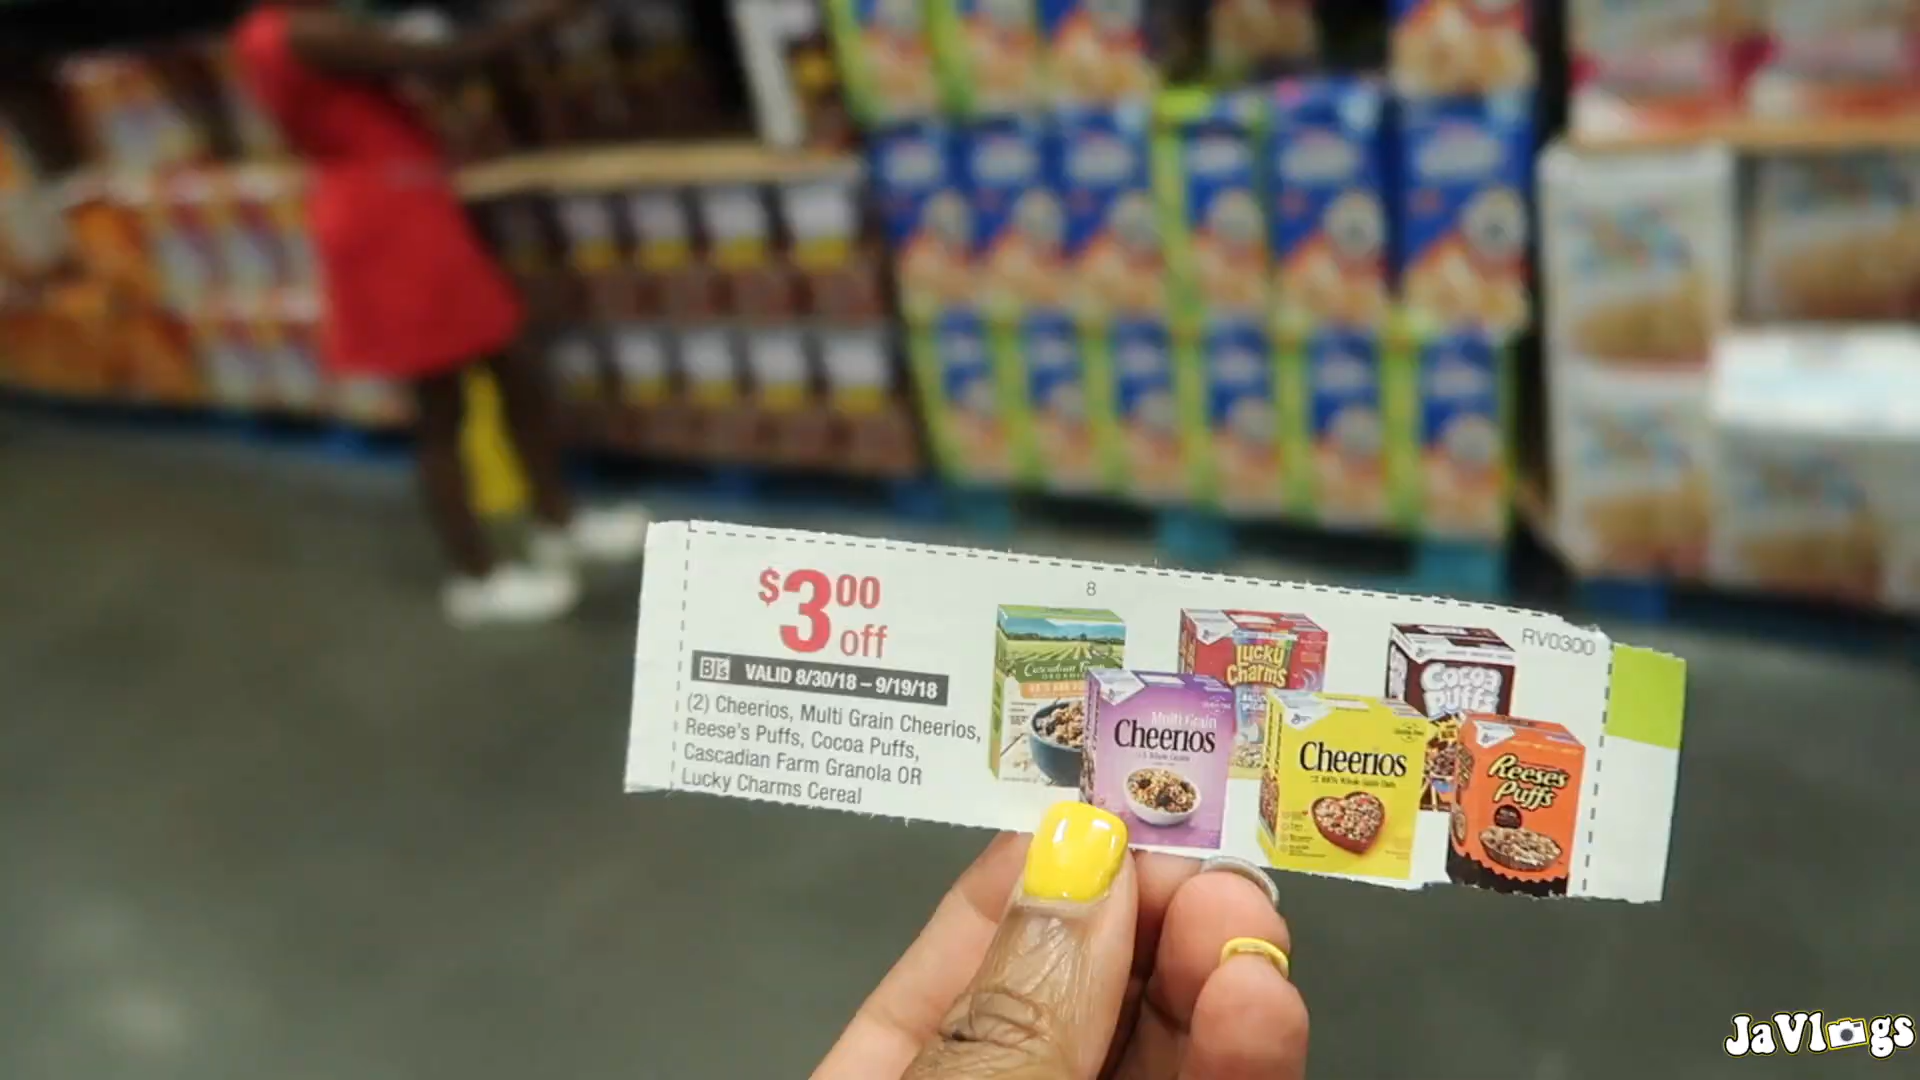 8
RV0300
$3.00
off
BJ's VALID 8/30/18 – 9/19/18
(2) Cheerios, Multi Grain Cheerios,
Reese's Puffs, Cocoa Puffs,
Cascadian Farm Granola OR
Lucky Charms Cereal
Cascadian Farm
ORGANIC
Multi Grain
Cheerios
Lucky
Charms
Cheerios
Cocoa
Puffs
Reese's
Puffs
JaVlogs